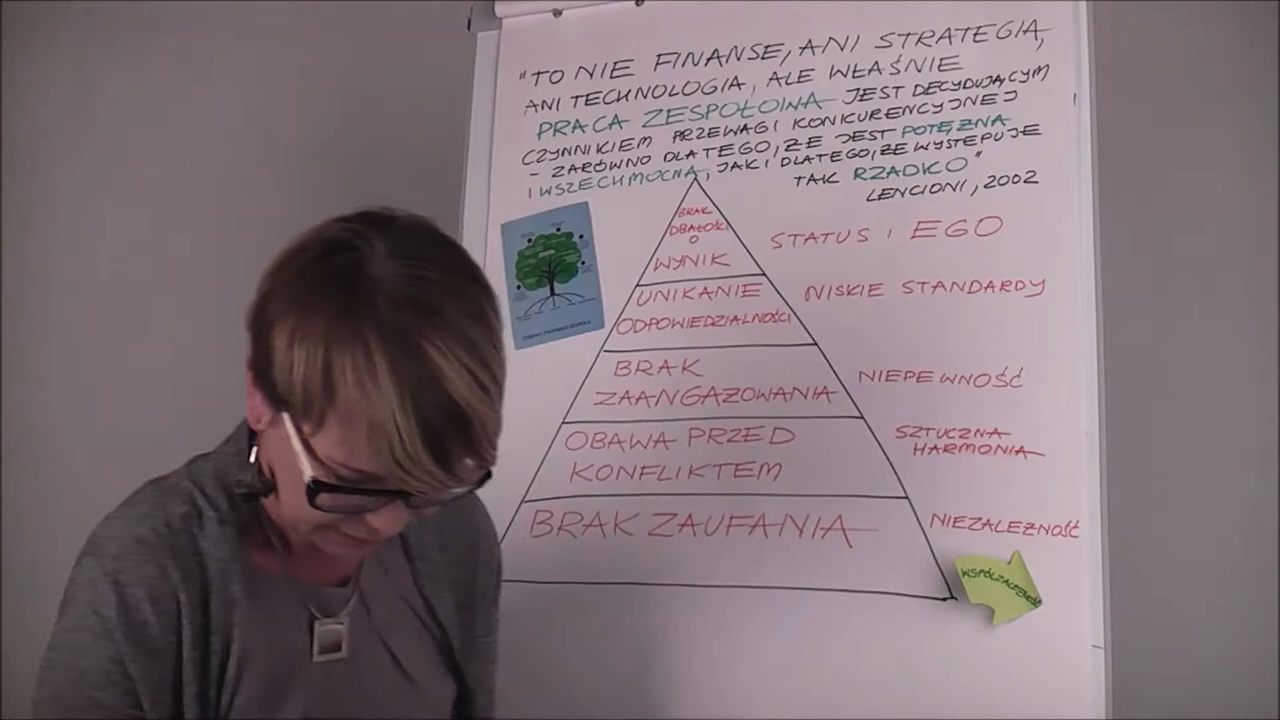 "TO NIE FINANSE, ANI STRATEGIA,
ANI TECHNOLOGIA, ALE WŁAŚNIE
PRACA ZESPOŁOWA JEST DECYDUJĄCYM
CZYNNIKIEM PRZEWAGI KONKURENCYJNEJ
- ZARÓWNO DLATEGO, ŻE JEST POTĘŻNA
I WSZECHMOCNA, JAK I DLATEGO, ŻE WYSTĘPUJE
TAK RZADKO"
LENCIONI, 2002
BRAK
DBAŁOŚCI
O
WYNIK
STATUS I EGO
UNIKANIE
ODPOWIEDZIALNOŚCI
NISKIE STANDARDY
BRAK
ZAANGAZOWANIA
NIEPEWNOŚĆ
OBAWA PRZED
KONFLIKTEM
SZTUCZNA
HARMONIA
BRAK ZAUFANIA
NIEZALEŻNOŚĆ
WSPÓŁZALEŻNOŚĆ